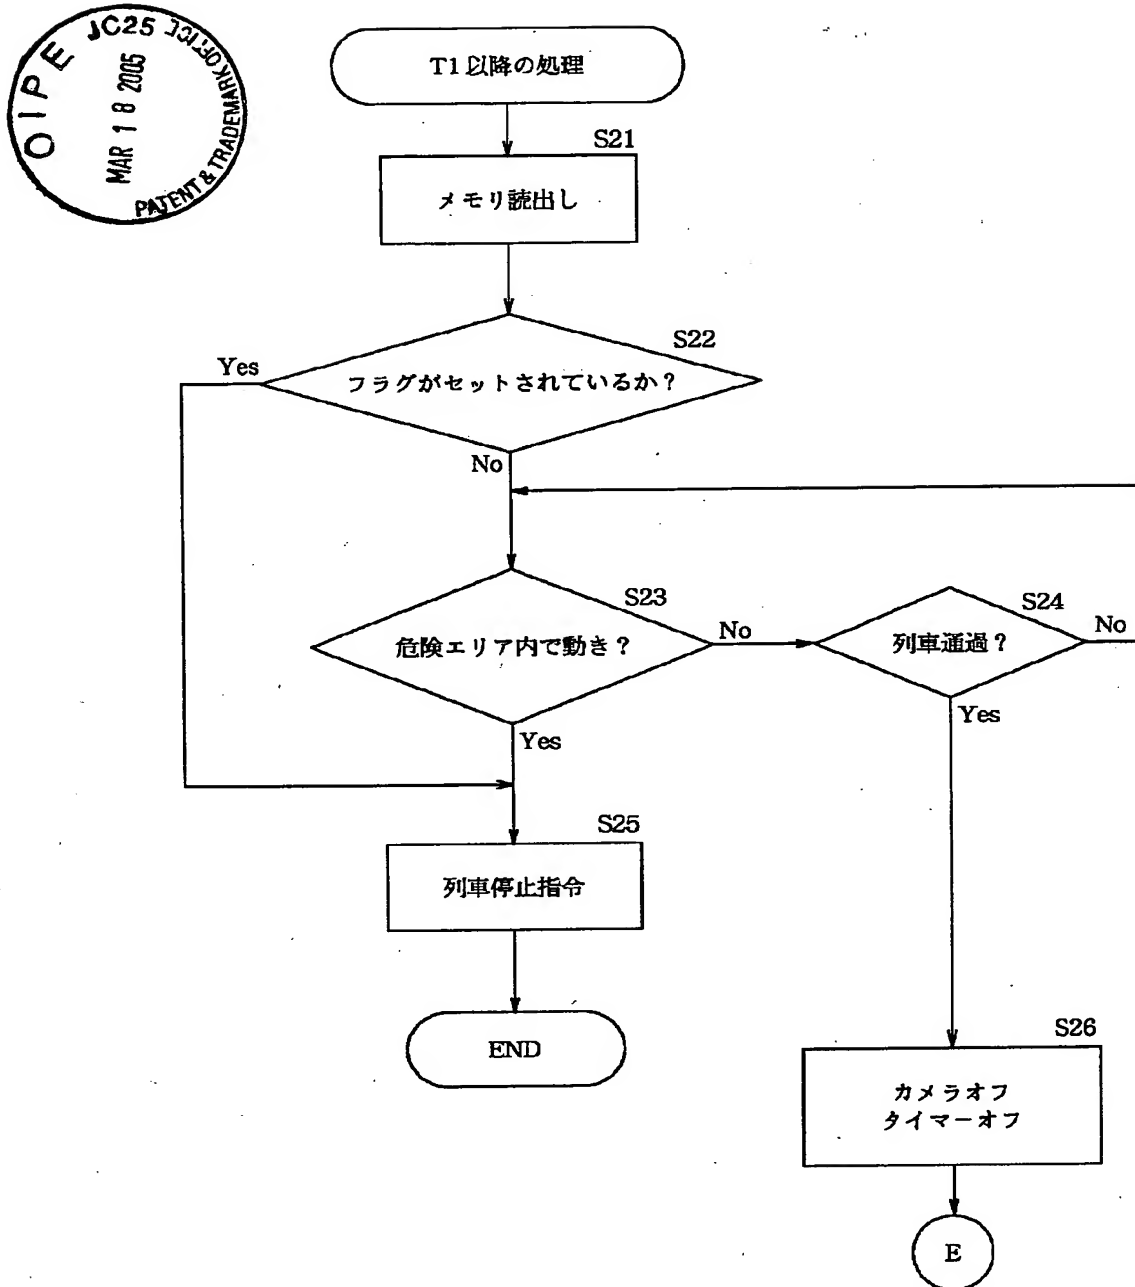 OIPE
JC25
MAR 18 2005
PATENT & TRADEMARK OFFICE
T1以降の処理
S21
メモリ読出し
S22
フラグがセットされているか？
Yes
No
S23
危険エリア内で動き？
No
Yes
S24
列車通過？
No
Yes
S25
列車停止指令
END
S26
カメラオフ
タイマーオフ
E